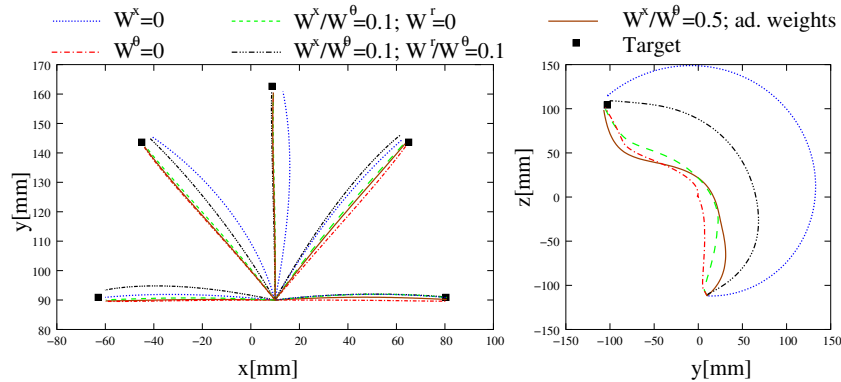 W^x=0
W^θ=0
W^x/W^θ=0.1; W^r=0
W^x/W^θ=0.1; W^r/W^θ=0.1
W^x/W^θ=0.5; ad. weights
Target
170
160
150
140
130
120
110
100
90
80
y[mm]
−80 −60 −40 −20 0 20 40 60 80 100
x[mm]
150
100
50
0
−50
−100
−150
z[mm]
−150 −100 −50 0 50 100 150
y[mm]